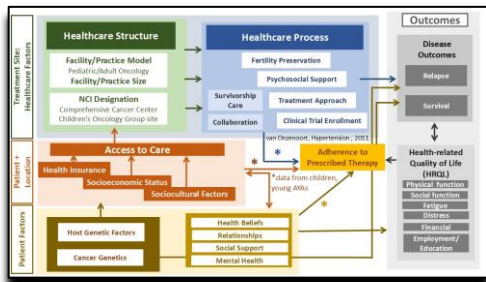 Treatment Site:
Healthcare Factors
Healthcare Structure
Facility/Practice Model
Pediatric/Adult Oncology
Facility/Practice Size
NCI Designation
Comprehensive Cancer Center
Children's Oncology Group site
Healthcare Process
Fertility Preservation
Psychosocial Support
Survivorship
Care
Treatment Approach
Collaboration
Clinical Trial Enrollment
van Onzenoort, Hypertension, 2011
Outcomes
Disease
Outcomes
Relapse
Survival
Health-related
Quality of Life
(HRQL)
Physical function
Social function
Fatigue
Distress
Financial
Employment/
Education
Patient +
Location
Access to Care
Health Insurance
Socioeconomic Status
Sociocultural Factors
*
*
*data from children,
young AYAs
Adherence to
Prescribed Therapy
*
Patient Factors
Host Genetic Factors
Cancer Genetics
Health Beliefs
Relationships
Social Support
Mental Health